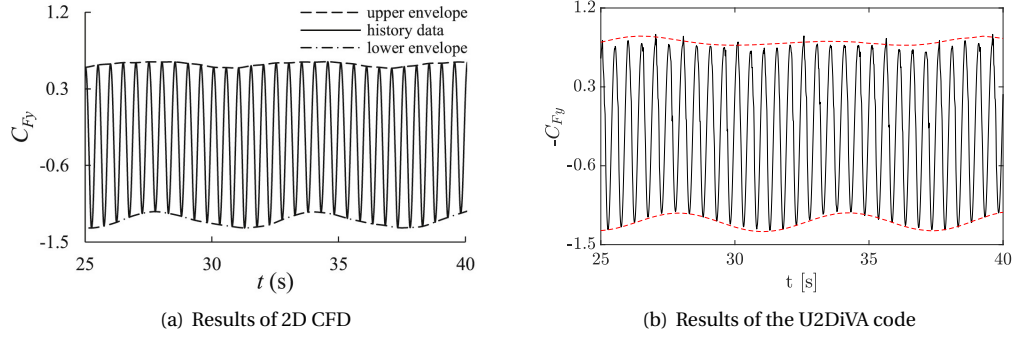 1.2
0.3
-0.6
-1.5
C_Fy
upper envelope
history data
lower envelope
25
30
35
40
t (s)
(a) Results of 2D CFD
1.2
0.3
-0.6
-1.5
-C_Fy
25
30
35
40
t [s]
(b) Results of the U2DiVA code